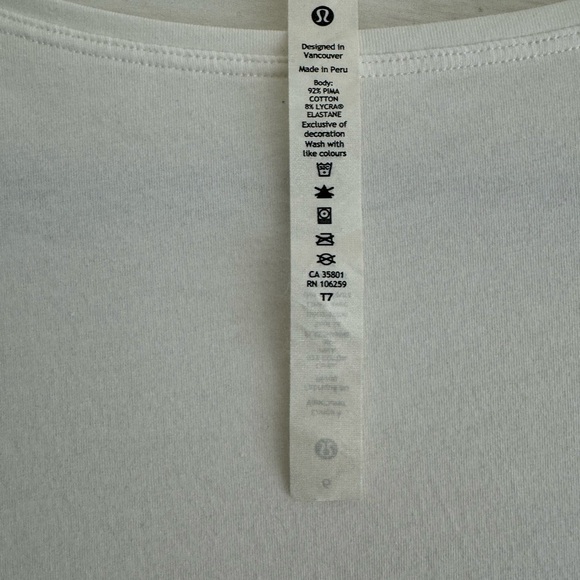 Designed in
Vancouver
Made in Peru
Body:
92% PIMA
COTTON
8% LYCRA®
ELASTANE
Exclusive of
decoration
Wash with
like colours
CA 35801
RN 106259
T7